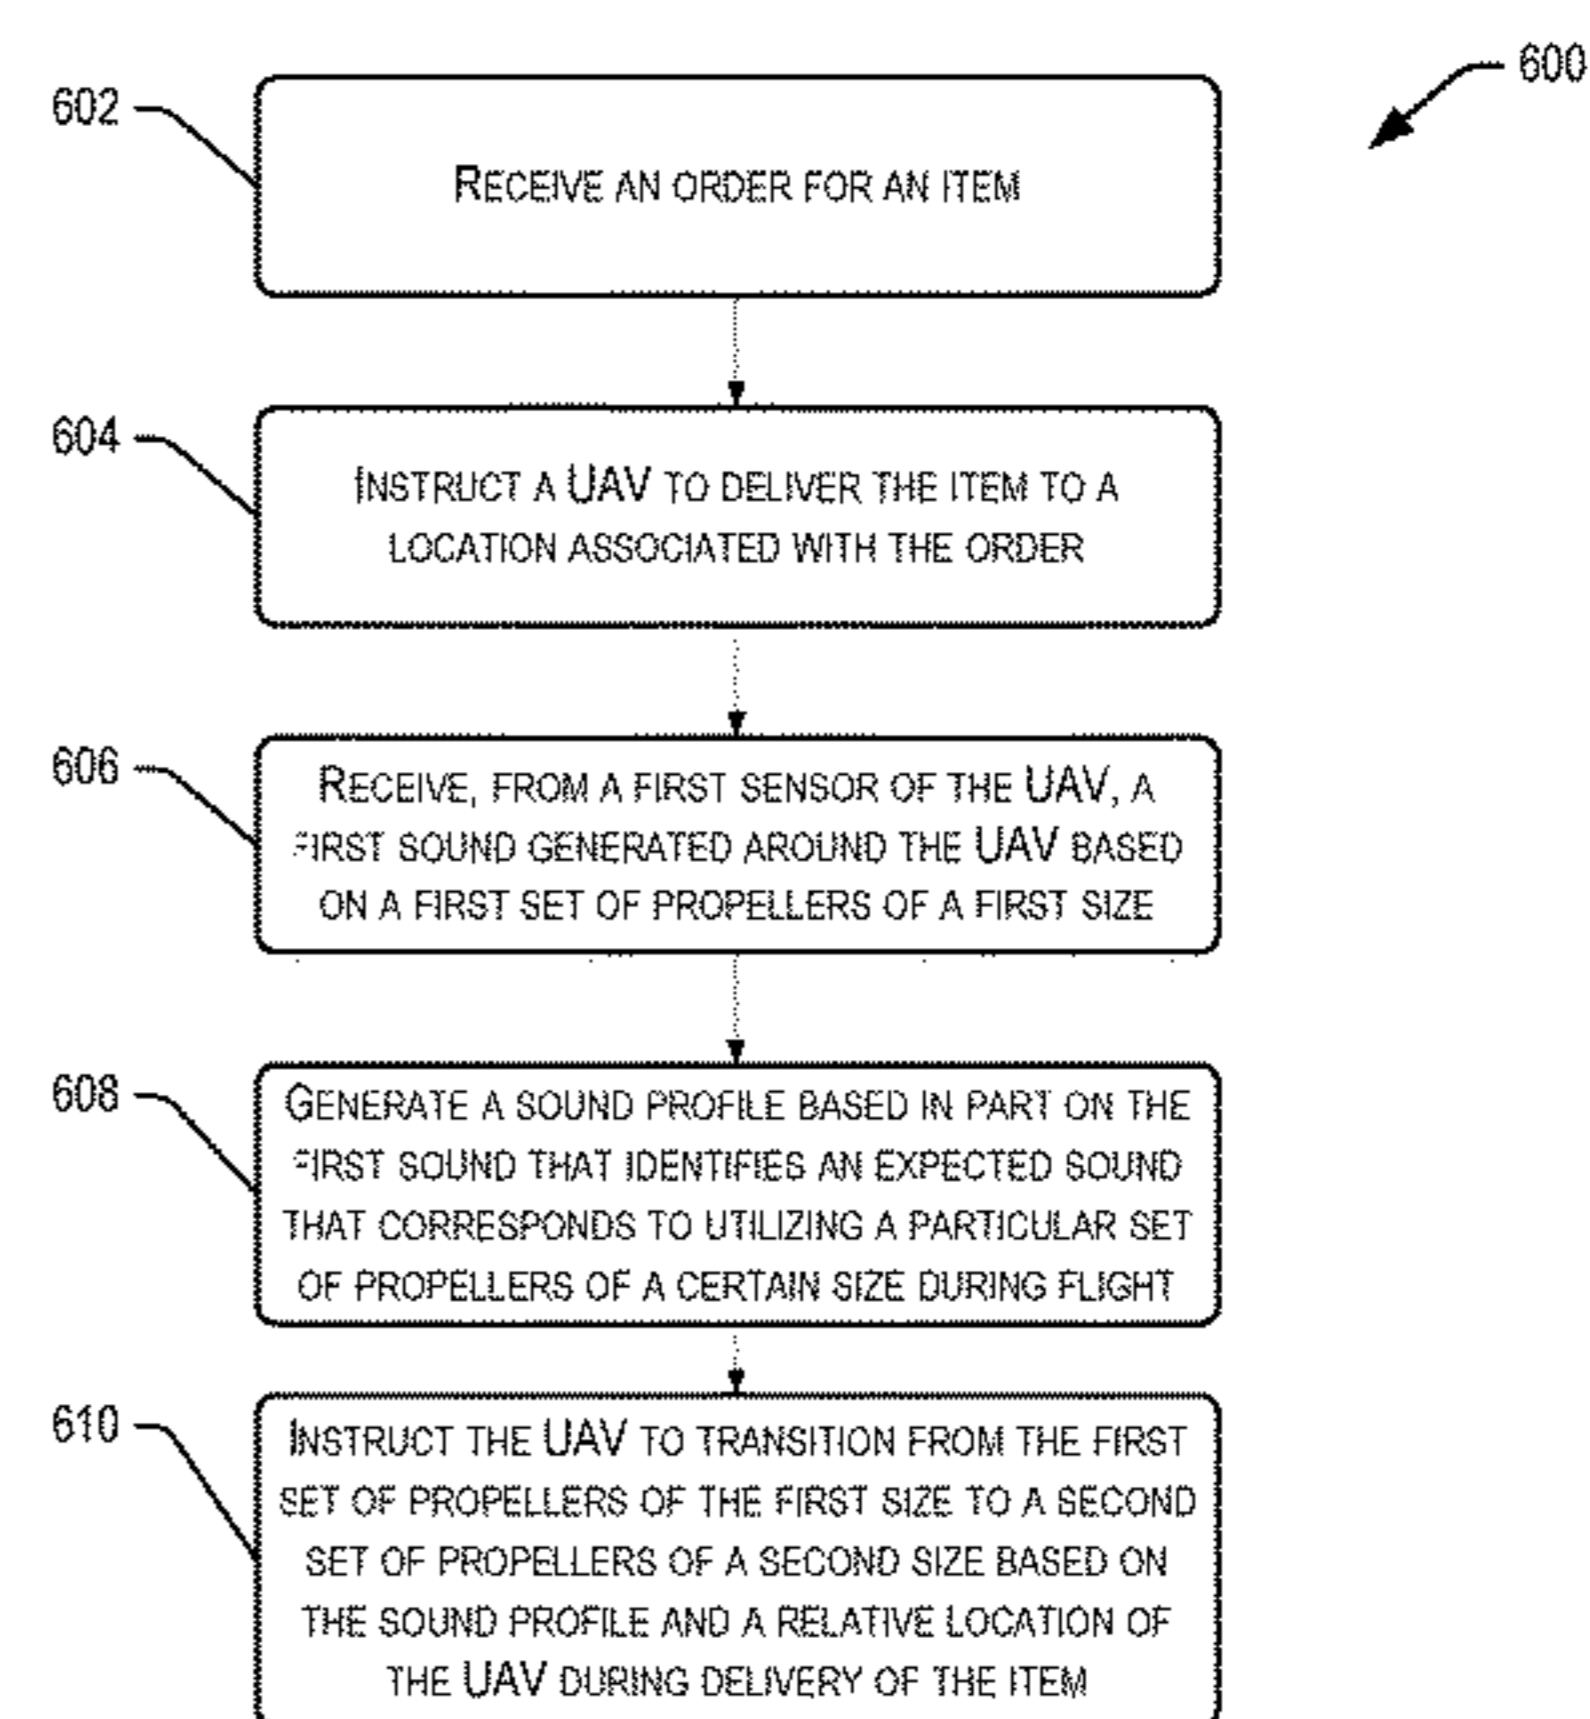 600
602
RECEIVE AN ORDER FOR AN ITEM
604
INSTRUCT A UAV TO DELIVER THE ITEM TO A
LOCATION ASSOCIATED WITH THE ORDER
606
RECEIVE, FROM A FIRST SENSOR OF THE UAV, A
FIRST SOUND GENERATED AROUND THE UAV BASED
ON A FIRST SET OF PROPELLERS OF A FIRST SIZE
608
GENERATE A SOUND PROFILE BASED IN PART ON THE
FIRST SOUND THAT IDENTIFIES AN EXPECTED SOUND
THAT CORRESPONDS TO UTILIZING A PARTICULAR SET
OF PROPELLERS OF A CERTAIN SIZE DURING FLIGHT
610
INSTRUCT THE UAV TO TRANSITION FROM THE FIRST
SET OF PROPELLERS OF THE FIRST SIZE TO A SECOND
SET OF PROPELLERS OF A SECOND SIZE BASED ON
THE SOUND PROFILE AND A RELATIVE LOCATION OF
THE UAV DURING DELIVERY OF THE ITEM